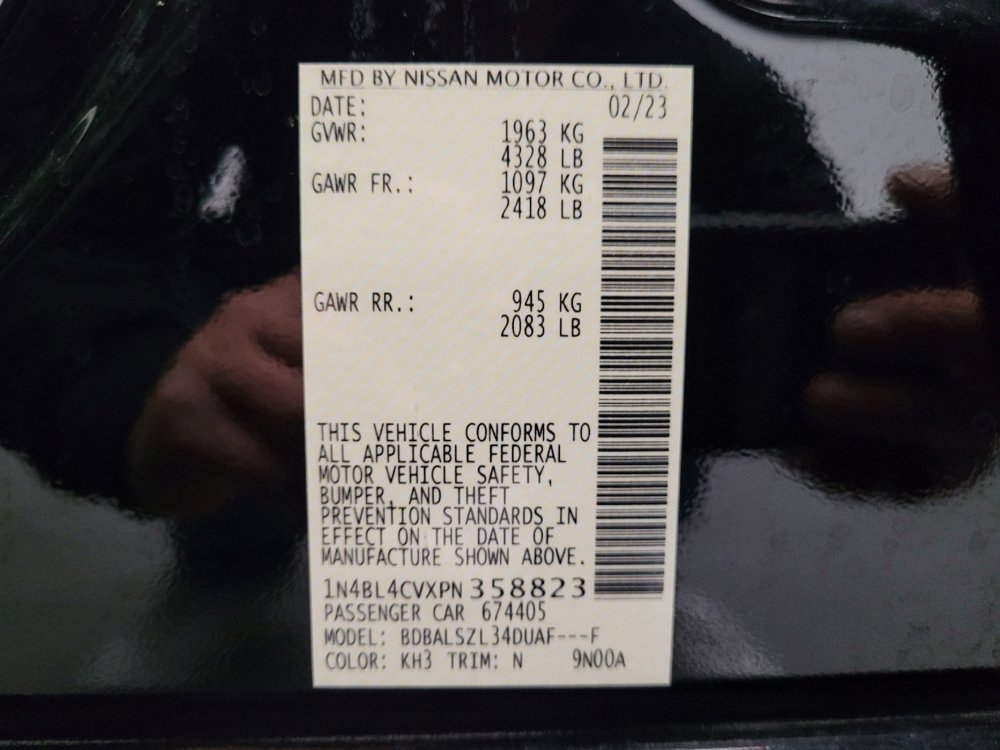 MFD BY NISSAN MOTOR CO., LTD.
DATE: 02/23
GVWR: 1963 KG
4328 LB
GAWR FR.: 1097 KG
2418 LB
GAWR RR.: 945 KG
2083 LB
THIS VEHICLE CONFORMS TO
ALL APPLICABLE FEDERAL
MOTOR VEHICLE SAFETY,
BUMPER, AND THEFT
PREVENTION STANDARDS IN
EFFECT ON THE DATE OF
MANUFACTURE SHOWN ABOVE.
1N4BL4CVXPN 358823
PASSENGER CAR 674405
MODEL: BDBALSZL34DUAF---F
COLOR: KH3 TRIM: N 9N00A